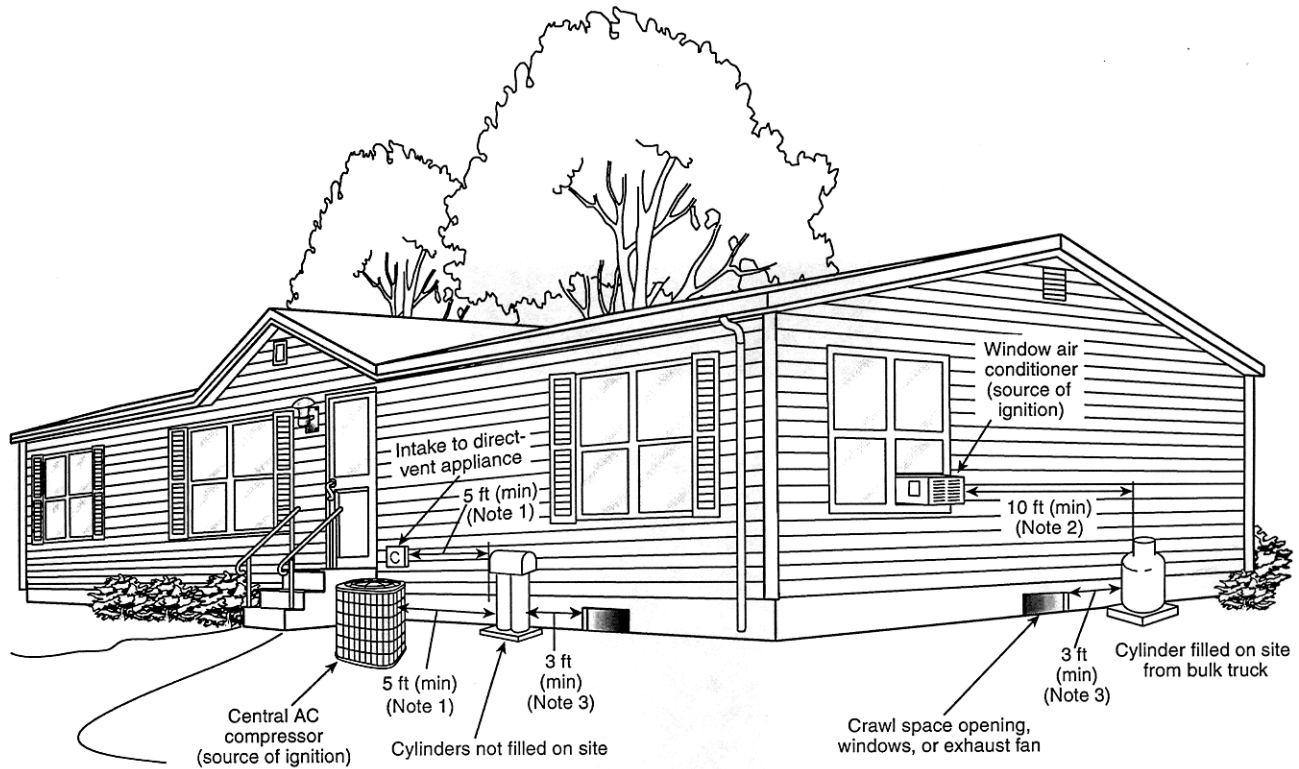 Window air
conditioner
(source of
ignition)
Intake to direct-
vent appliance
5 ft (min)
(Note 1)
10 ft (min)
(Note 2)
C
5 ft (min)
(Note 1)
3 ft
(min)
(Note 3)
3 ft
(min)
(Note 3)
Cylinder filled on site
from bulk truck
Central AC
compressor
(source of ignition)
Cylinders not filled on site
Crawl space opening,
windows, or exhaust fan